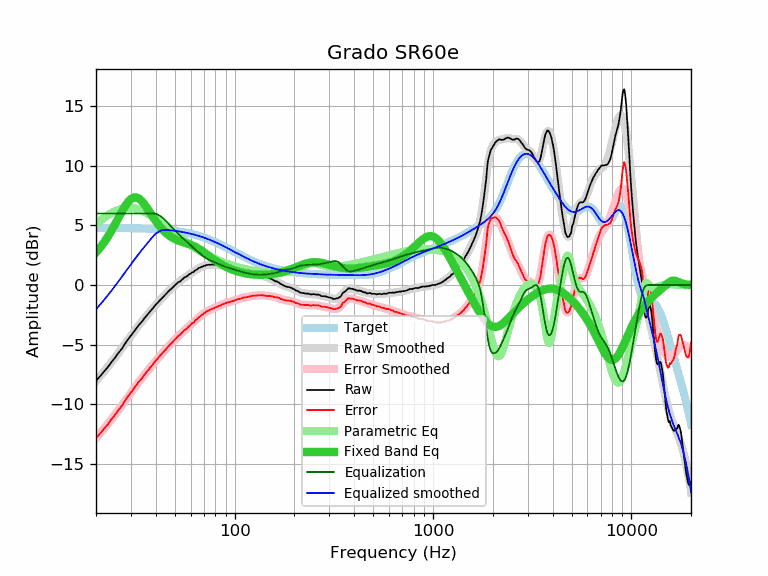 Grado SR60e
15
10
5
0
−5
−10
−15
Amplitude (dBr)
Target
Raw Smoothed
Error Smoothed
Raw
Error
Parametric Eq
Fixed Band Eq
Equalization
Equalized smoothed
100
1000
10000
Frequency (Hz)